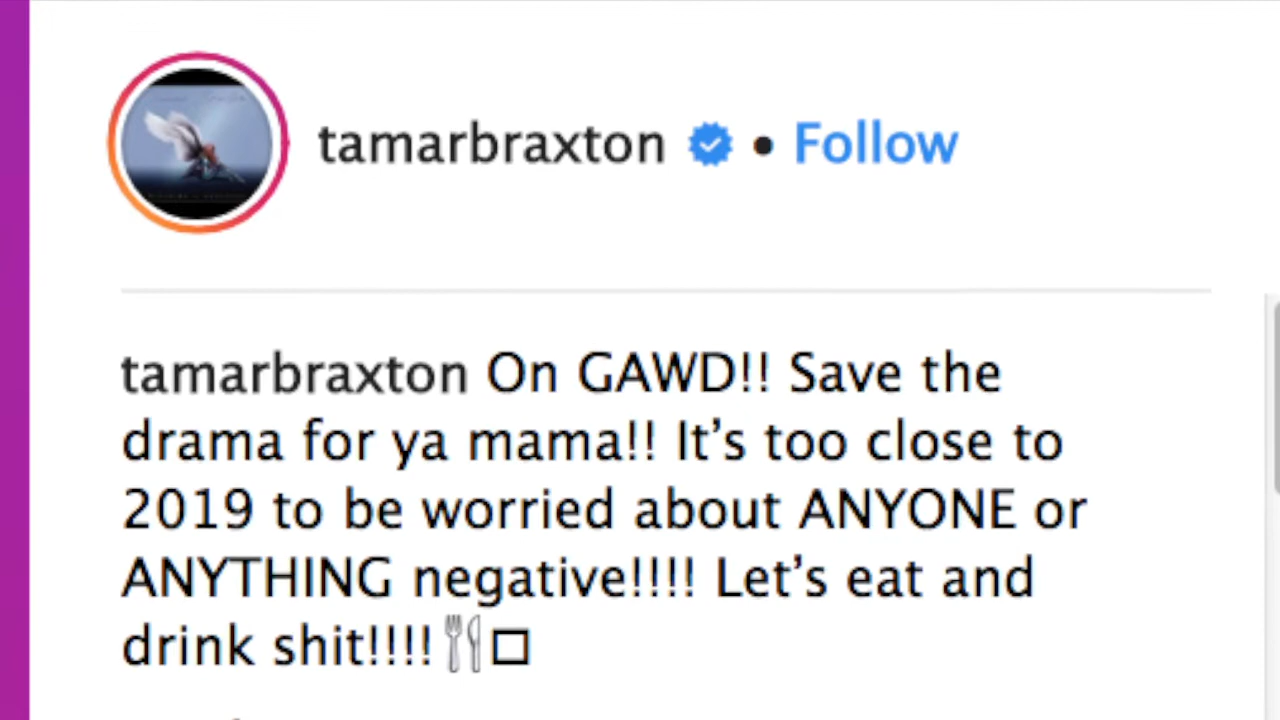 tamarbraxton • Follow
tamarbraxton On GAWD!! Save the
drama for ya mama!! It’s too close to
2019 to be worried about ANYONE or
ANYTHING negative!!!! Let’s eat and
drink shit!!!!🍴□